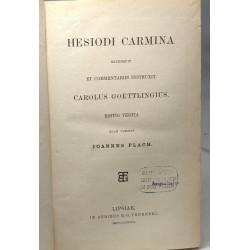 HESIODI CARMINA
RECENSUIT
ET COMMENTARIIS INSTRUXIT
CAROLUS GOETTLINGIUS.
EDITIO TERTIA
QUAM CURAVIT
IOANNES FLACH.
LIPSIAE,
IN AEDIBUS B. G. TEUBNERI.